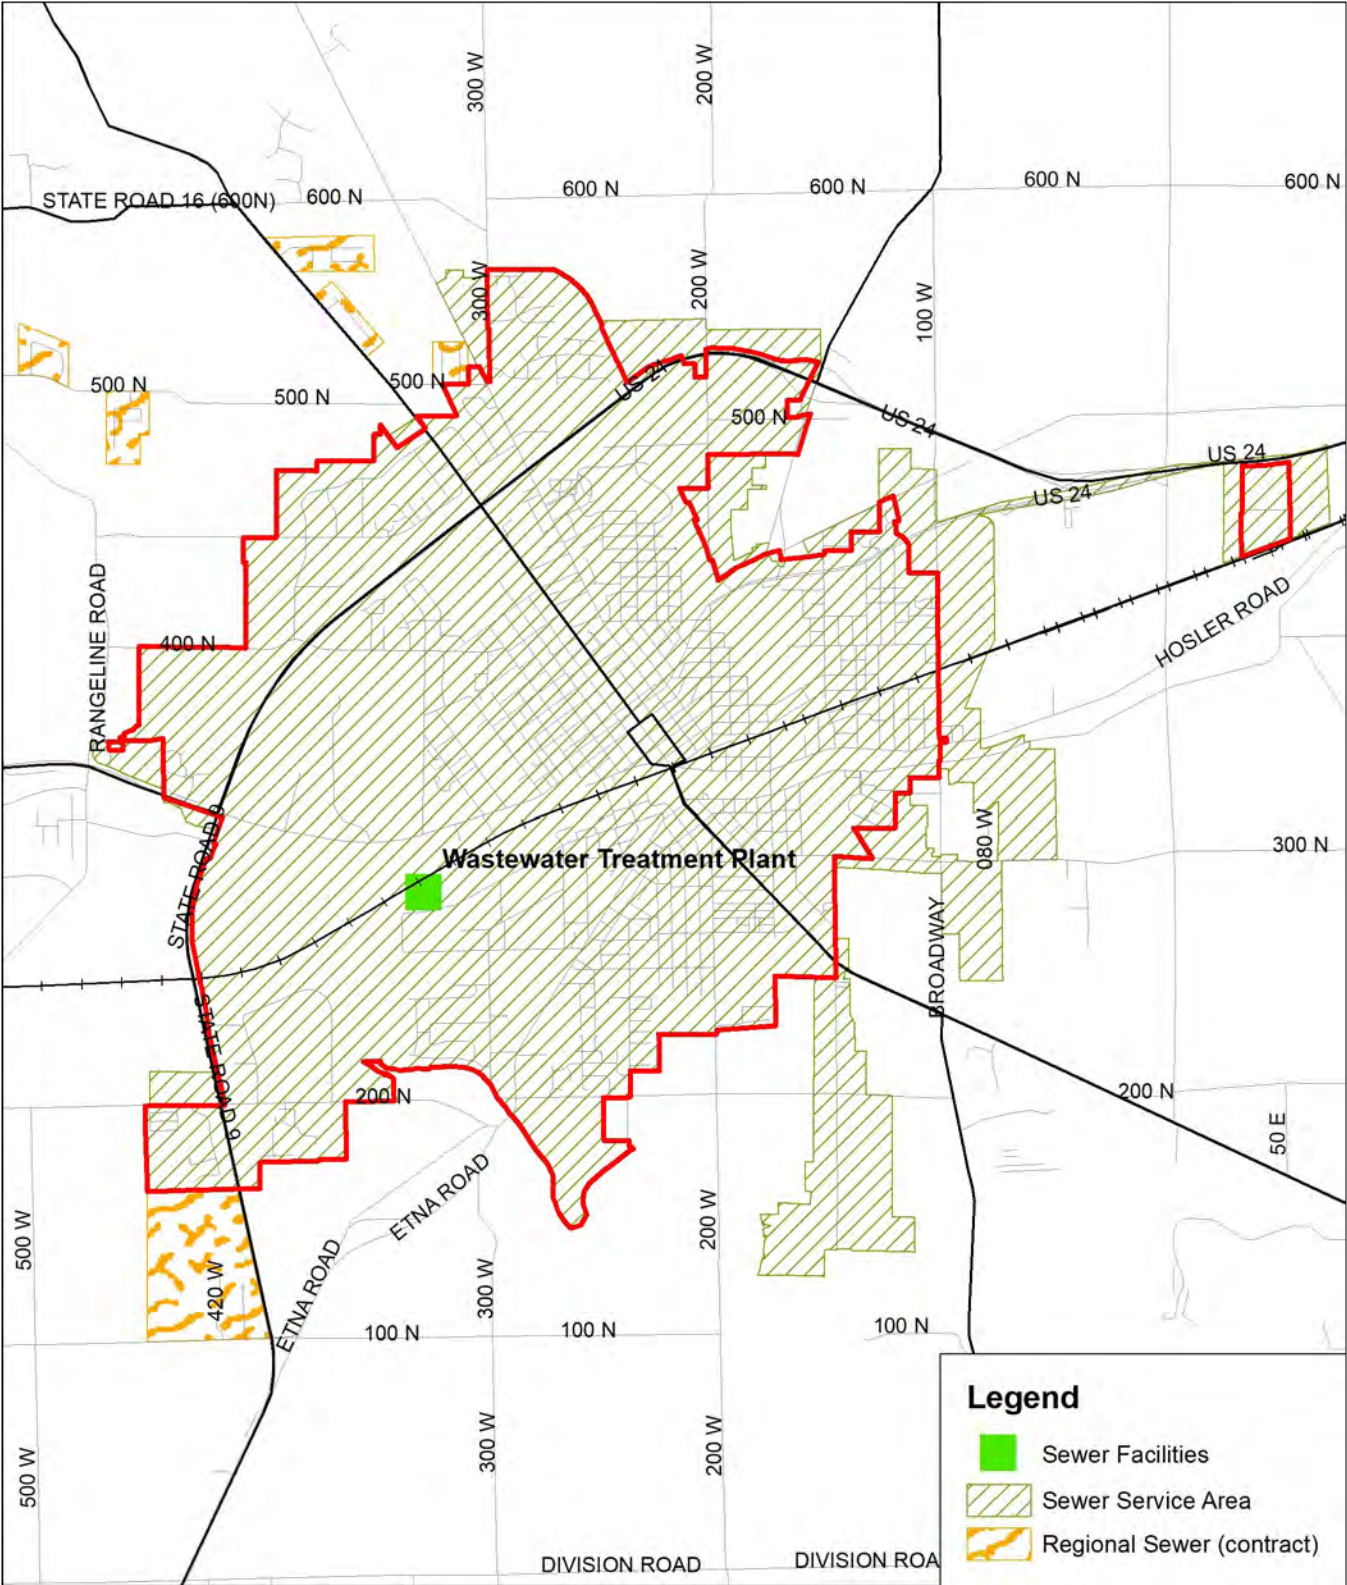 300 W
200 W
600 N
600 N
600 N
600 N
STATE ROAD 16 (600N)
600 N
300 W
200 W
100 W
500 N
500 N
500 N
US 24
500 N
US 24
US 24
US 24
RANGELINE ROAD
HOSLER ROAD
400 N
STATE ROAD 9
Wastewater Treatment Plant
080 W
300 N
BROADWAY
STATE ROAD 9
200 N
200 N
50 E
ETNA ROAD
500 W
200 W
420 W
ETNA ROAD
300 W
100 N
100 N
100 N
500 W
300 W
200 W
DIVISION ROAD
DIVISION ROA
Legend
Sewer Facilities
Sewer Service Area
Regional Sewer (contract)